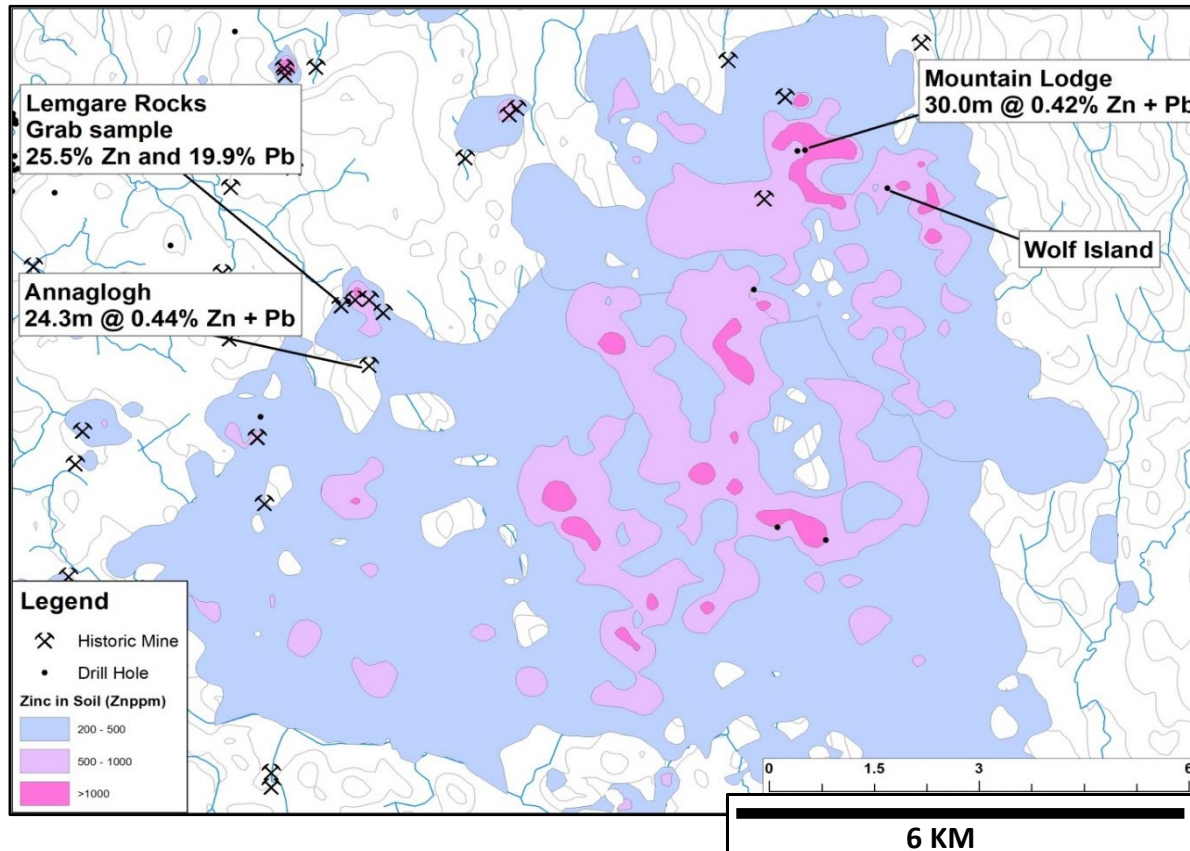 Lemgare Rocks
Grab sample
25.5% Zn and 19.9% Pb
Mountain Lodge
30.0m @ 0.42% Zn + Pb
Wolf Island
Annaglogh
24.3m @ 0.44% Zn + Pb
Legend
Historic Mine
Drill Hole
Zinc in Soil (Znppm)
200 - 500
500 - 1000
>1000
0 1.5 3 6
6 KM